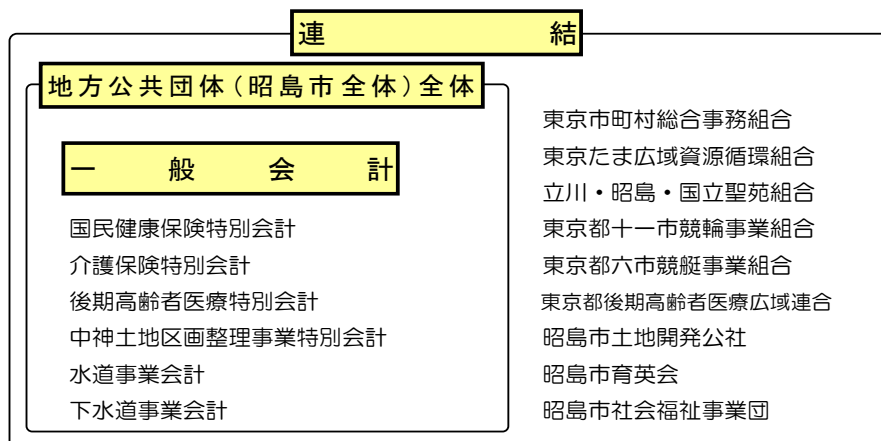 連結
地方公共団体(昭島市全体)全体
一般会計
国民健康保険特別会計
介護保険特別会計
後期高齢者医療特別会計
中神土地区画整理事業特別会計
水道事業会計
下水道事業会計
東京市町村総合事務組合
東京たま広域資源循環組合
立川・昭島・国立聖苑組合
東京都十一市競輪事業組合
東京都六市競艇事業組合
東京都後期高齢者医療広域連合
昭島市土地開発公社
昭島市育英会
昭島市社会福祉事業団